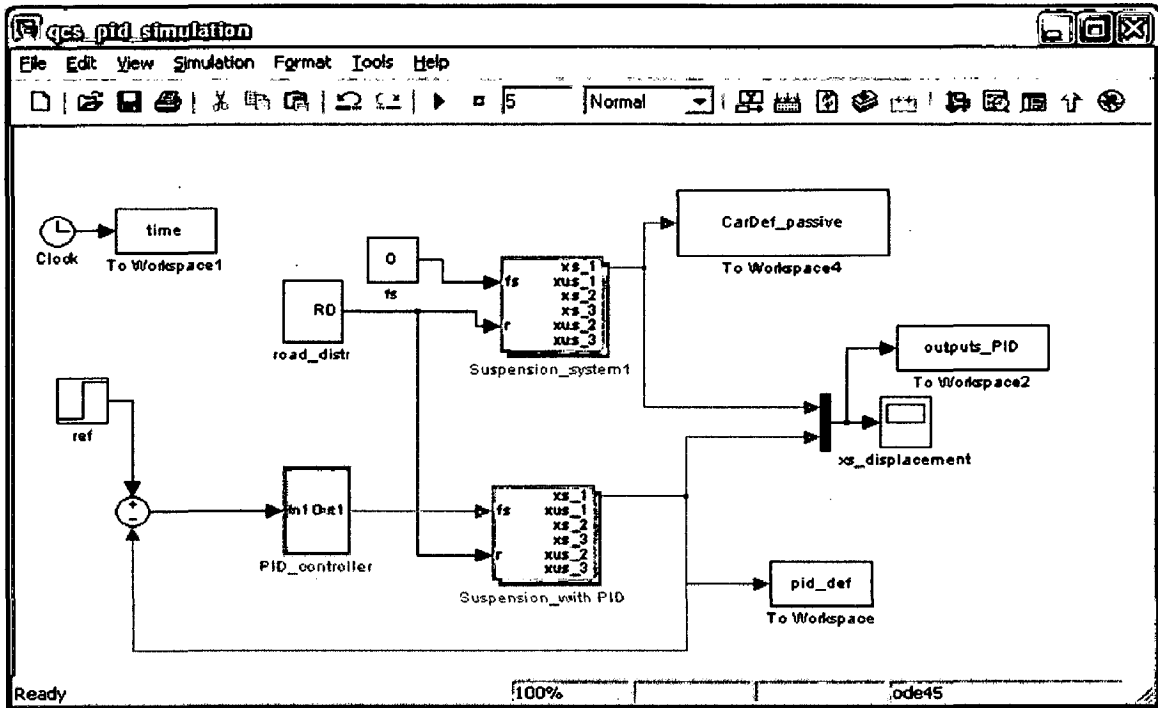 qcs_pid_simulation
File Edit View Simulation Format Tools Help
5 Normal
time
Clock
To Workspace1
0
fs
RD
road_distr
ref
fs
r
xs_1
xus_1
xs_2
xs_3
xus_2
xus_3
Suspension_system1
CarDef_passive
To Workspace4
outputs_PID
To Workspace2
xs_displacement
+
−
In1 Out1
PID_controller
fs
r
xs_1
xus_1
xs_2
xs_3
xus_2
xus_3
Suspension_with PID
pid_def
To Workspace
Ready 100% ode45